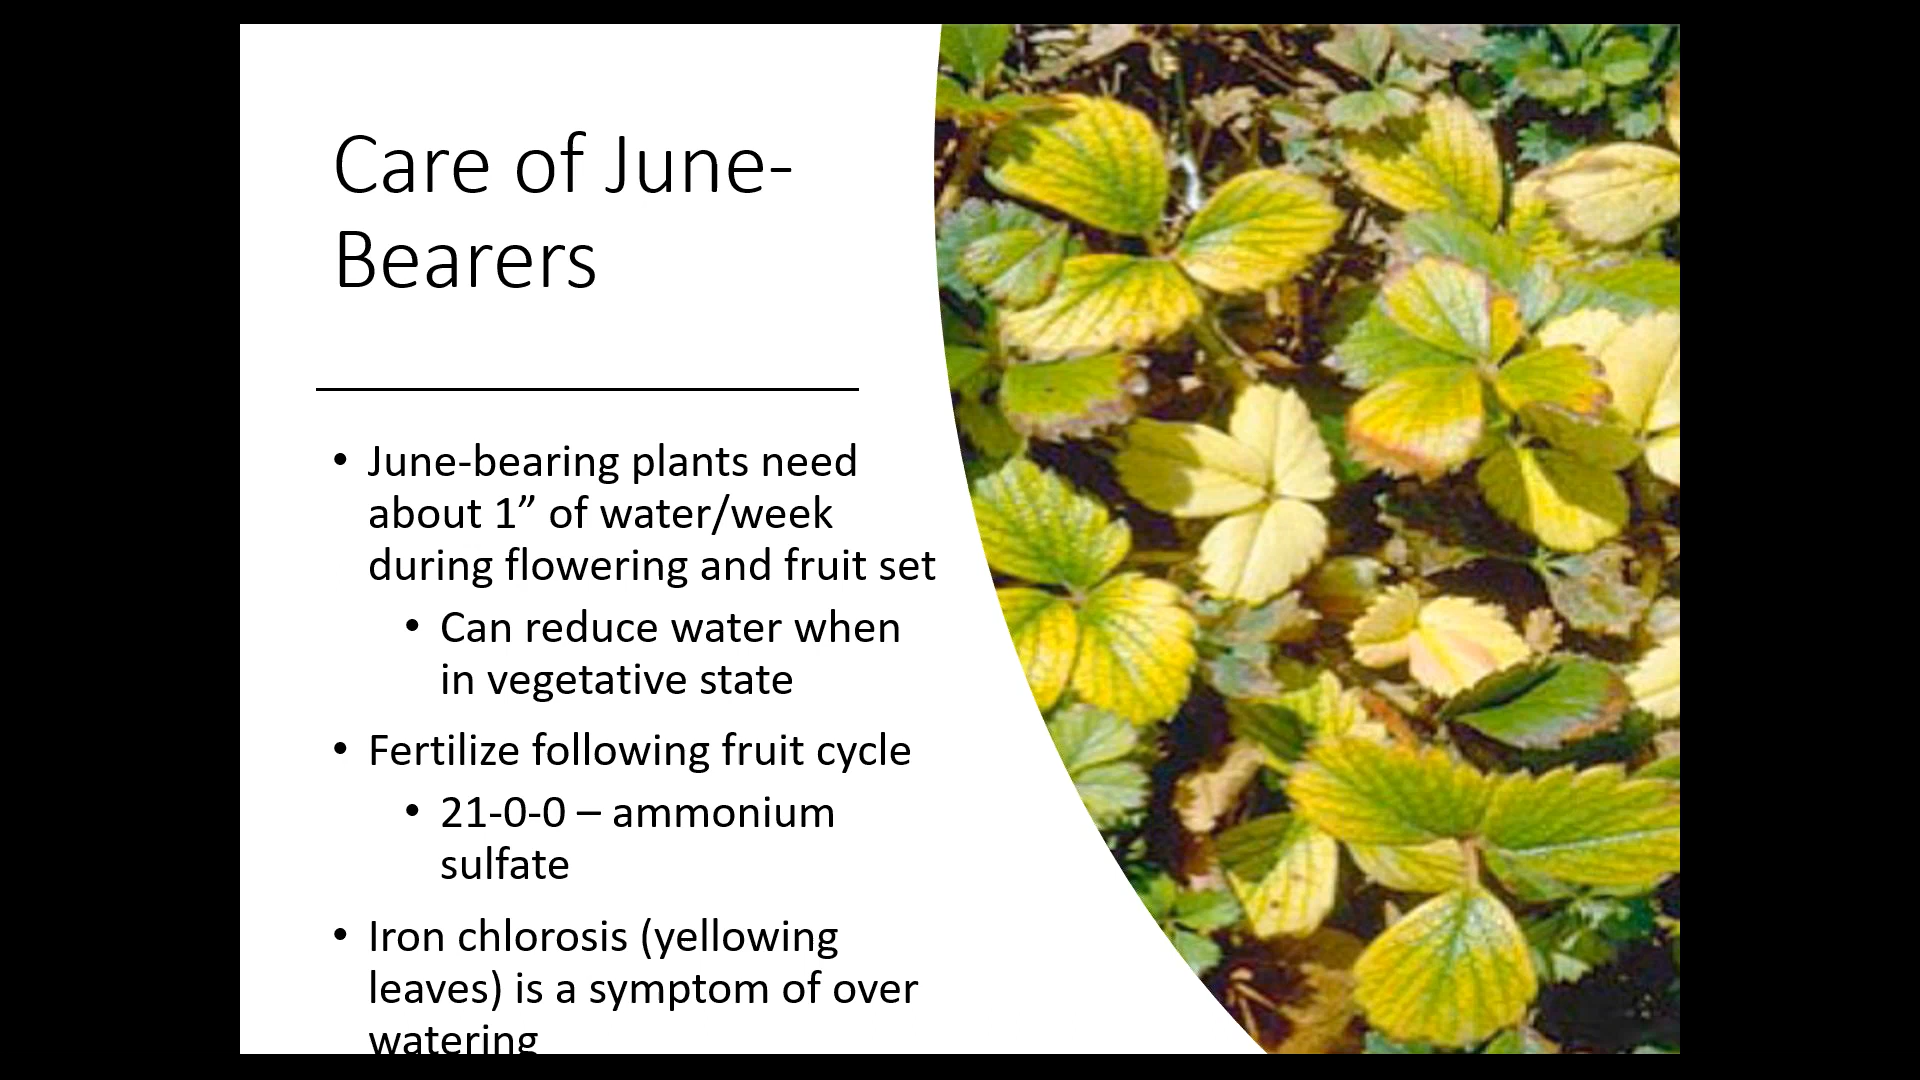 Care of June-
Bearers
• June-bearing plants need
about 1” of water/week
during flowering and fruit set
• Can reduce water when
in vegetative state
• Fertilize following fruit cycle
• 21-0-0 – ammonium
sulfate
• Iron chlorosis (yellowing
leaves) is a symptom of over
watering